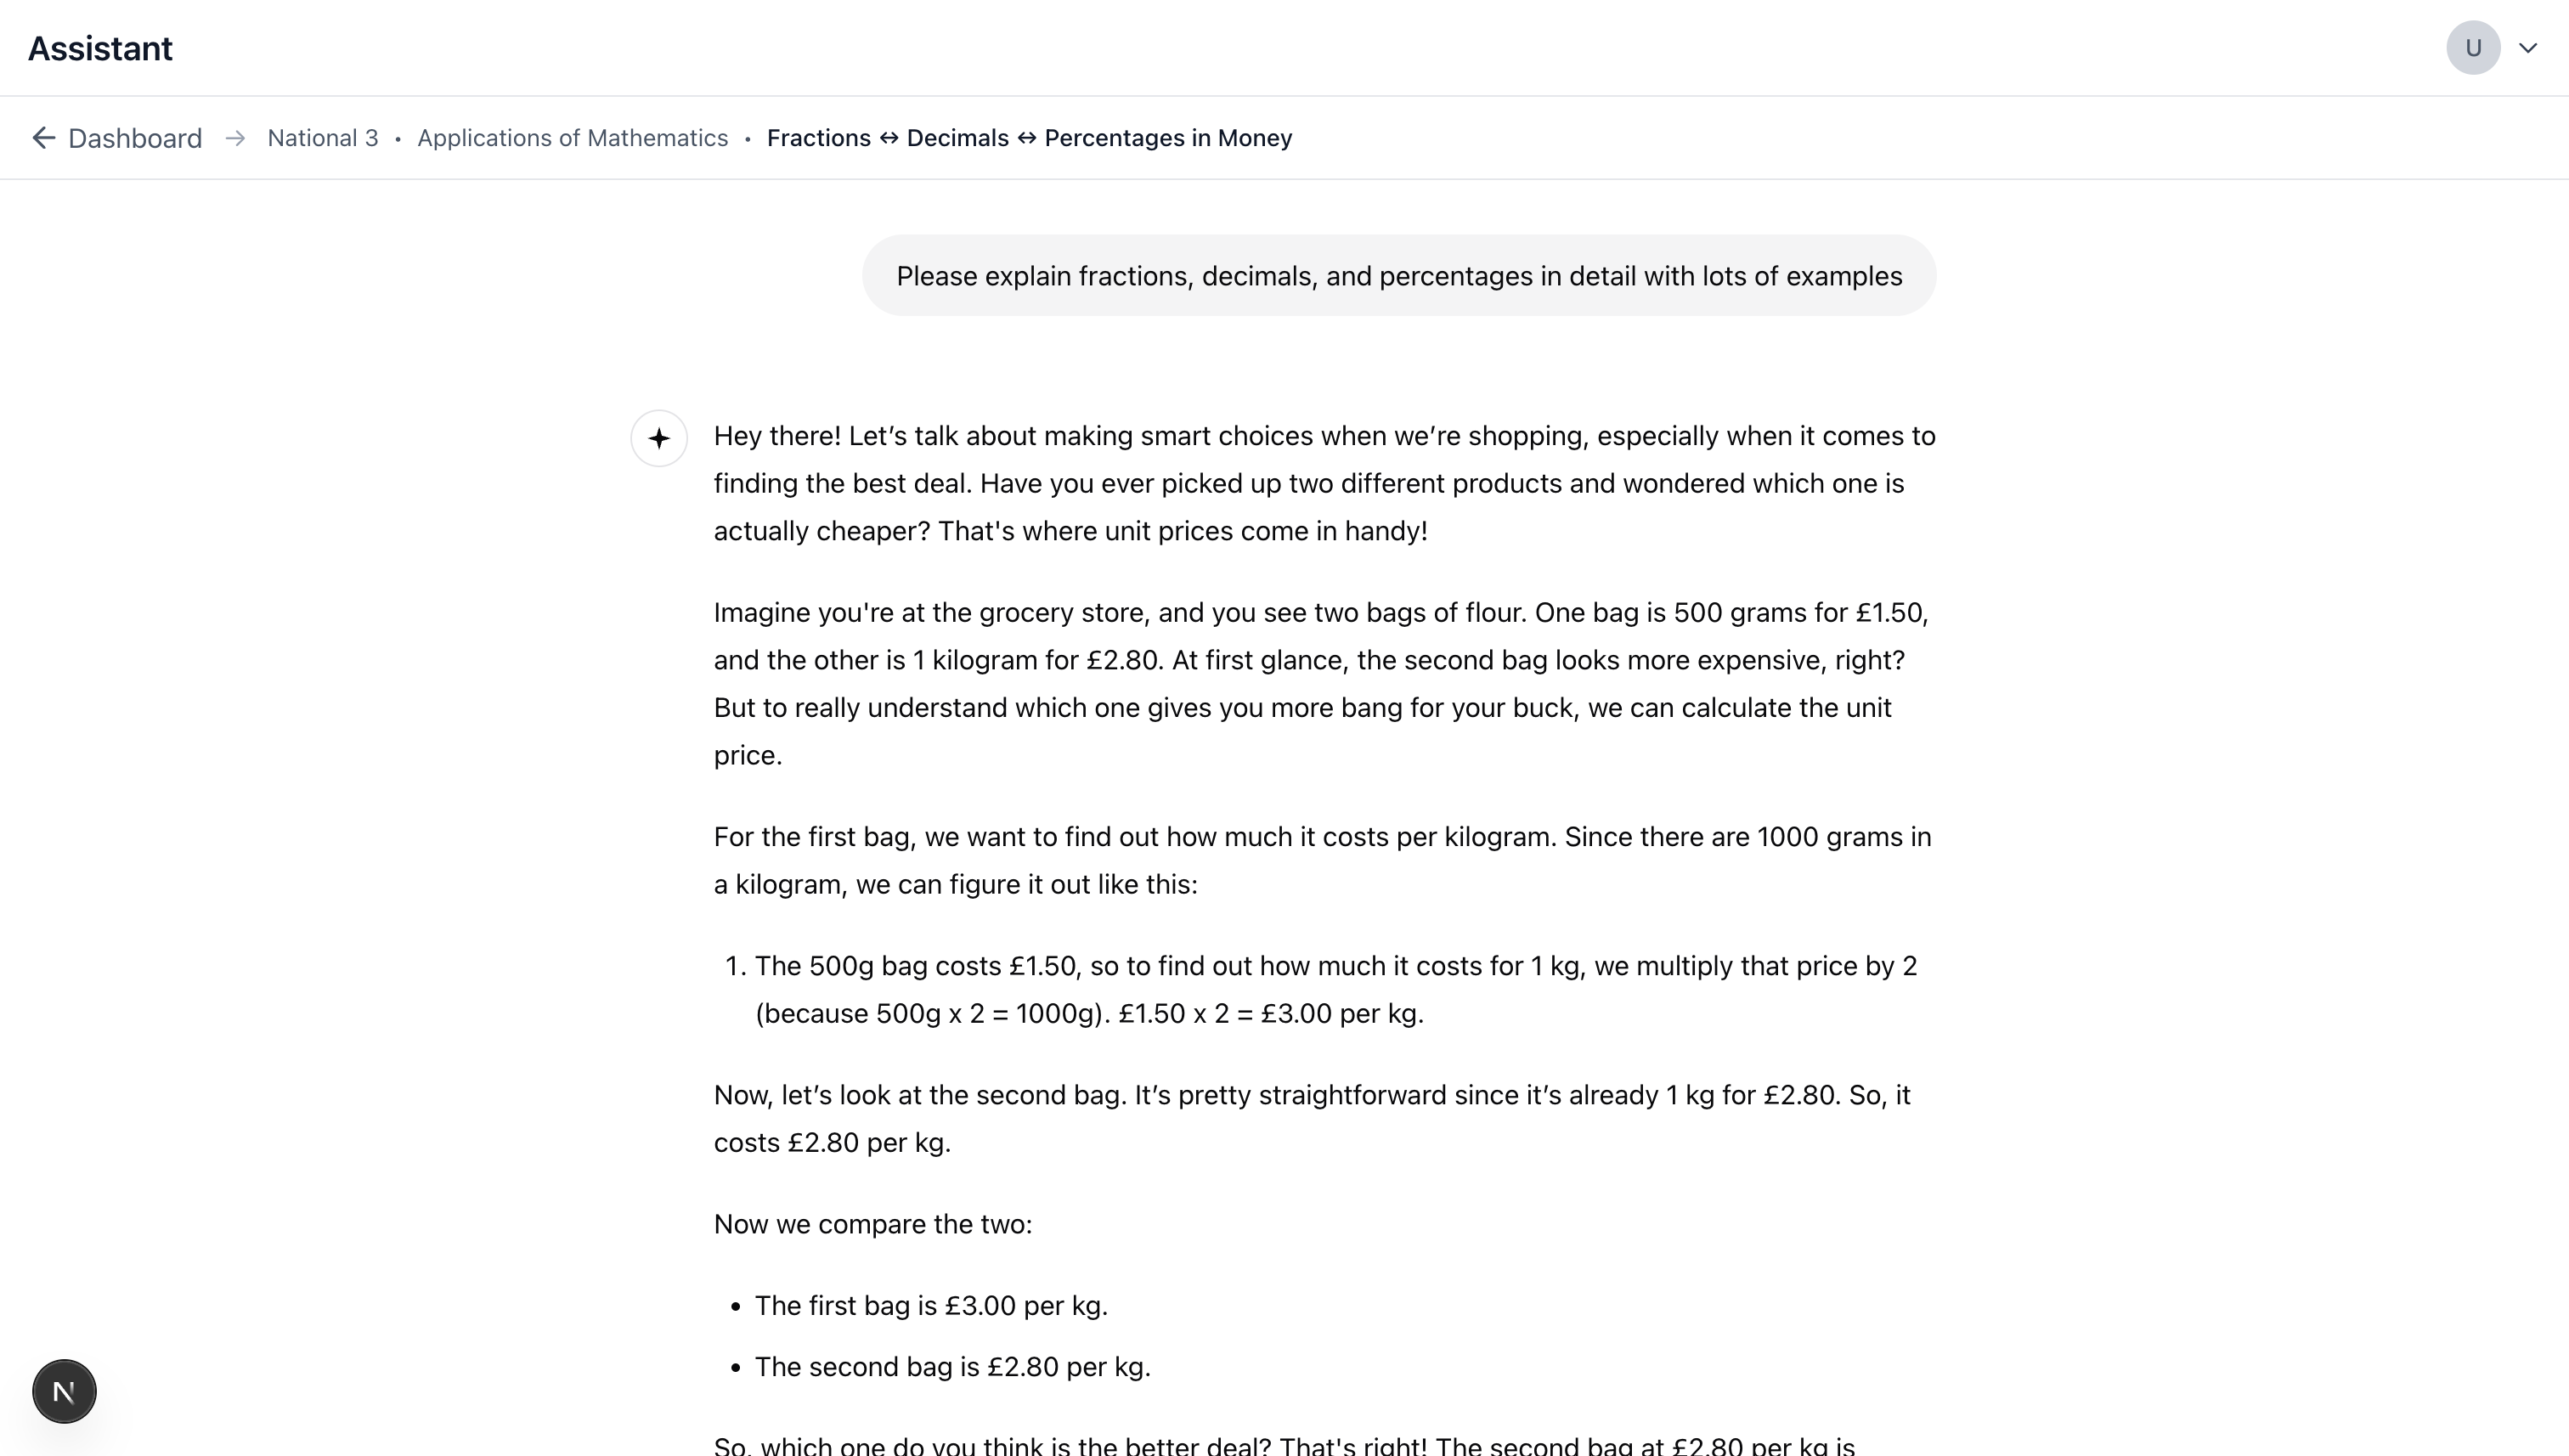 Assistant
U
Dashboard → National 3 • Applications of Mathematics • Fractions ↔ Decimals ↔ Percentages in Money
Please explain fractions, decimals, and percentages in detail with lots of examples
Hey there! Let’s talk about making smart choices when we’re shopping, especially when it comes to
finding the best deal. Have you ever picked up two different products and wondered which one is
actually cheaper? That's where unit prices come in handy!
Imagine you're at the grocery store, and you see two bags of flour. One bag is 500 grams for £1.50,
and the other is 1 kilogram for £2.80. At first glance, the second bag looks more expensive, right?
But to really understand which one gives you more bang for your buck, we can calculate the unit
price.
For the first bag, we want to find out how much it costs per kilogram. Since there are 1000 grams in
a kilogram, we can figure it out like this:
1. The 500g bag costs £1.50, so to find out how much it costs for 1 kg, we multiply that price by 2
(because 500g x 2 = 1000g). £1.50 x 2 = £3.00 per kg.
Now, let’s look at the second bag. It’s pretty straightforward since it’s already 1 kg for £2.80. So, it
costs £2.80 per kg.
Now we compare the two:
• The first bag is £3.00 per kg.
• The second bag is £2.80 per kg.
So, which one do you think is the better deal? That's right! The second bag at £2.80 per kg is
N